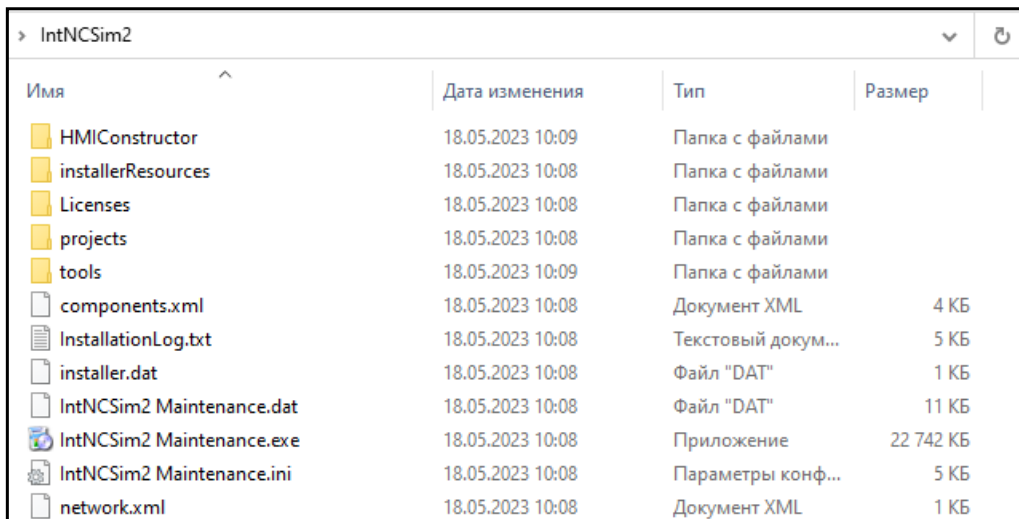 > IntNCSim2
Имя Дата изменения Тип Размер
HMIConstructor 18.05.2023 10:09 Папка с файлами
installerResources 18.05.2023 10:08 Папка с файлами
Licenses 18.05.2023 10:08 Папка с файлами
projects 18.05.2023 10:08 Папка с файлами
tools 18.05.2023 10:09 Папка с файлами
components.xml 18.05.2023 10:08 Документ XML 4 КБ
InstallationLog.txt 18.05.2023 10:08 Текстовый докум... 5 КБ
installer.dat 18.05.2023 10:08 Файл "DAT" 1 КБ
IntNCSim2 Maintenance.dat 18.05.2023 10:08 Файл "DAT" 11 КБ
IntNCSim2 Maintenance.exe 18.05.2023 10:08 Приложение 22 742 КБ
IntNCSim2 Maintenance.ini 18.05.2023 10:08 Параметры конф... 5 КБ
network.xml 18.05.2023 10:08 Документ XML 1 КБ